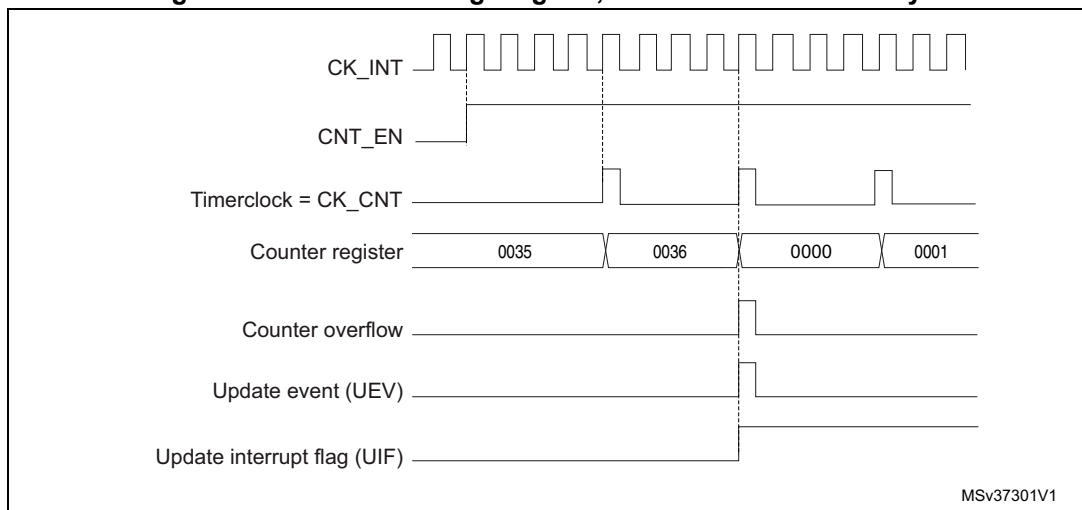 CK_INT
CNT_EN
Timerclock = CK_CNT
Counter register 0035 0036 0000 0001
Counter overflow
Update event (UEV)
Update interrupt flag (UIF)
MSv37301V1